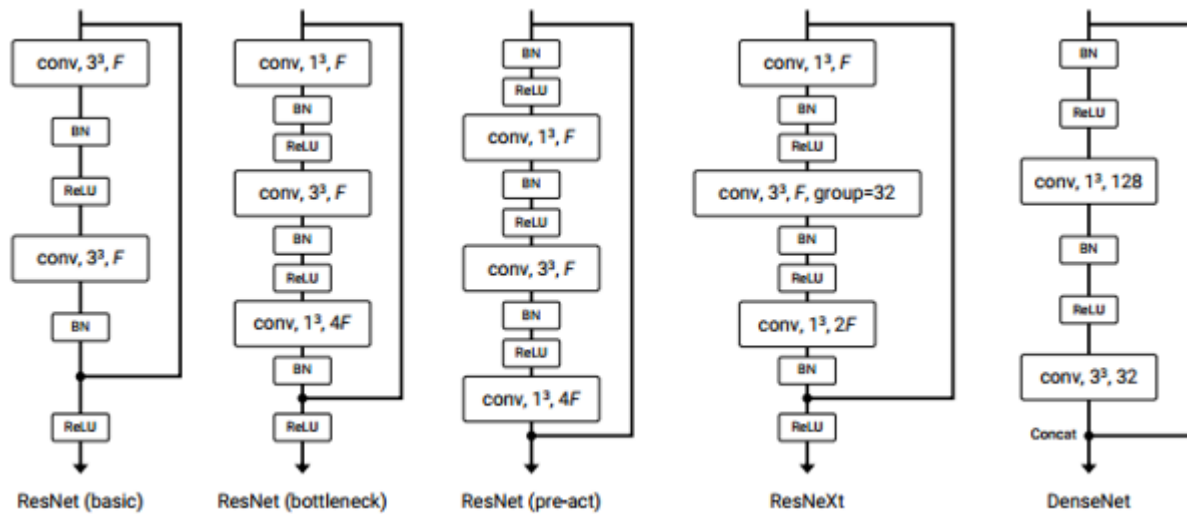 conv, 3³, F
BN
ReLU
conv, 3³, F
BN
ReLU
ResNet (basic)
conv, 1³, F
BN
ReLU
conv, 3³, F
BN
ReLU
conv, 1³, 4F
BN
ReLU
ResNet (bottleneck)
BN
ReLU
conv, 1³, F
BN
ReLU
conv, 3³, F
BN
ReLU
conv, 1³, 4F
ResNet (pre-act)
conv, 1³, F
BN
ReLU
conv, 3³, F, group=32
BN
ReLU
conv, 1³, 2F
BN
ReLU
ResNeXt
BN
ReLU
conv, 1³, 128
BN
ReLU
conv, 3³, 32
Concat
DenseNet